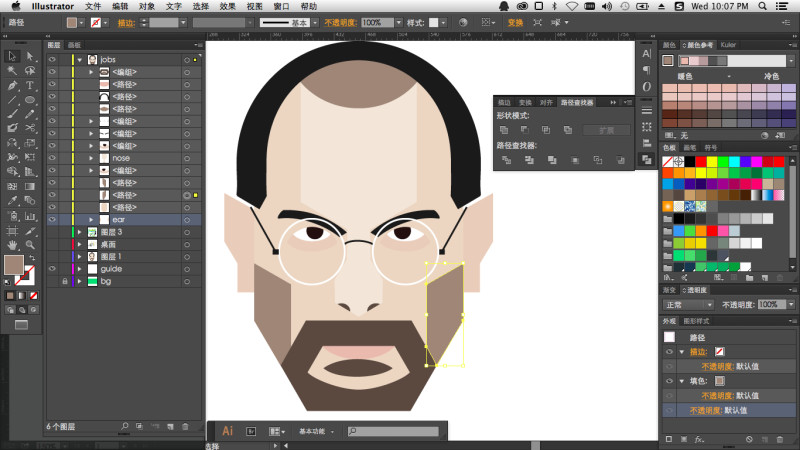 Illustrator 文件 编辑 对象 文字 选择 效果 视图 窗口 帮助
Wed 10:07 PM
路径 描边: 基本 不透明度: 100% 样式: 变换
图层 画板
jobs
<编组>
<路径>
<路径>
<路径>
<编组>
<编组>
<编组>
nose
<编组>
<路径>
<路径>
<路径>
ear
图层 3
桌面
图层 1
guide
bg
6 个图层
描边 变换 对齐 路径查找器
形状模式:
扩展
路径查找器:
颜色 颜色参考 Kuler
暖色 冷色
无
色板 画笔 符号
渐变 透明度
正常 不透明度: 100%
外观 图形样式
路径
描边:
不透明度: 默认值
填色:
不透明度: 默认值
不透明度: 默认值
fx
Ai Br 基本功能
选择